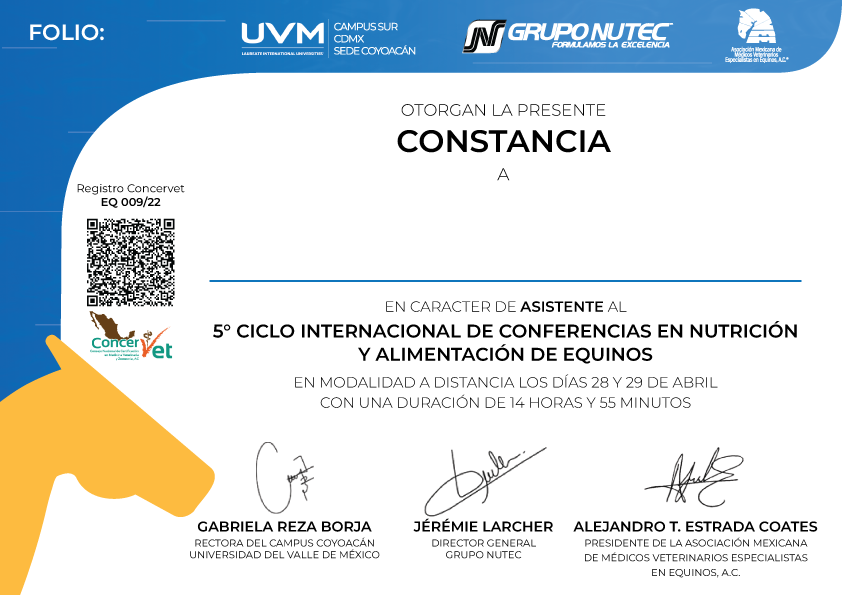 FOLIO:
UVM
LAUREATE INTERNATIONAL UNIVERSITIES
CAMPUS SUR
CDMX
SEDE COYOACÁN
GRUPO NUTEC
FORMULAMOS LA EXCELENCIA
Asociación Mexicana de
Médicos Veterinarios
Especialistas en Equinos, A.C.®
OTORGAN LA PRESENTE
CONSTANCIA
A
Registro Concervet
EQ 009/22
ConcerVet
EN CARACTER DE ASISTENTE AL
5° CICLO INTERNACIONAL DE CONFERENCIAS EN NUTRICIÓN
Y ALIMENTACIÓN DE EQUINOS
EN MODALIDAD A DISTANCIA LOS DÍAS 28 Y 29 DE ABRIL
CON UNA DURACIÓN DE 14 HORAS Y 55 MINUTOS
GABRIELA REZA BORJA
RECTORA DEL CAMPUS COYOACÁN
UNIVERSIDAD DEL VALLE DE MÉXICO
JÉRÉMIE LARCHER
DIRECTOR GENERAL
GRUPO NUTEC
ALEJANDRO T. ESTRADA COATES
PRESIDENTE DE LA ASOCIACIÓN MEXICANA
DE MÉDICOS VETERINARIOS ESPECIALISTAS
EN EQUINOS, A.C.